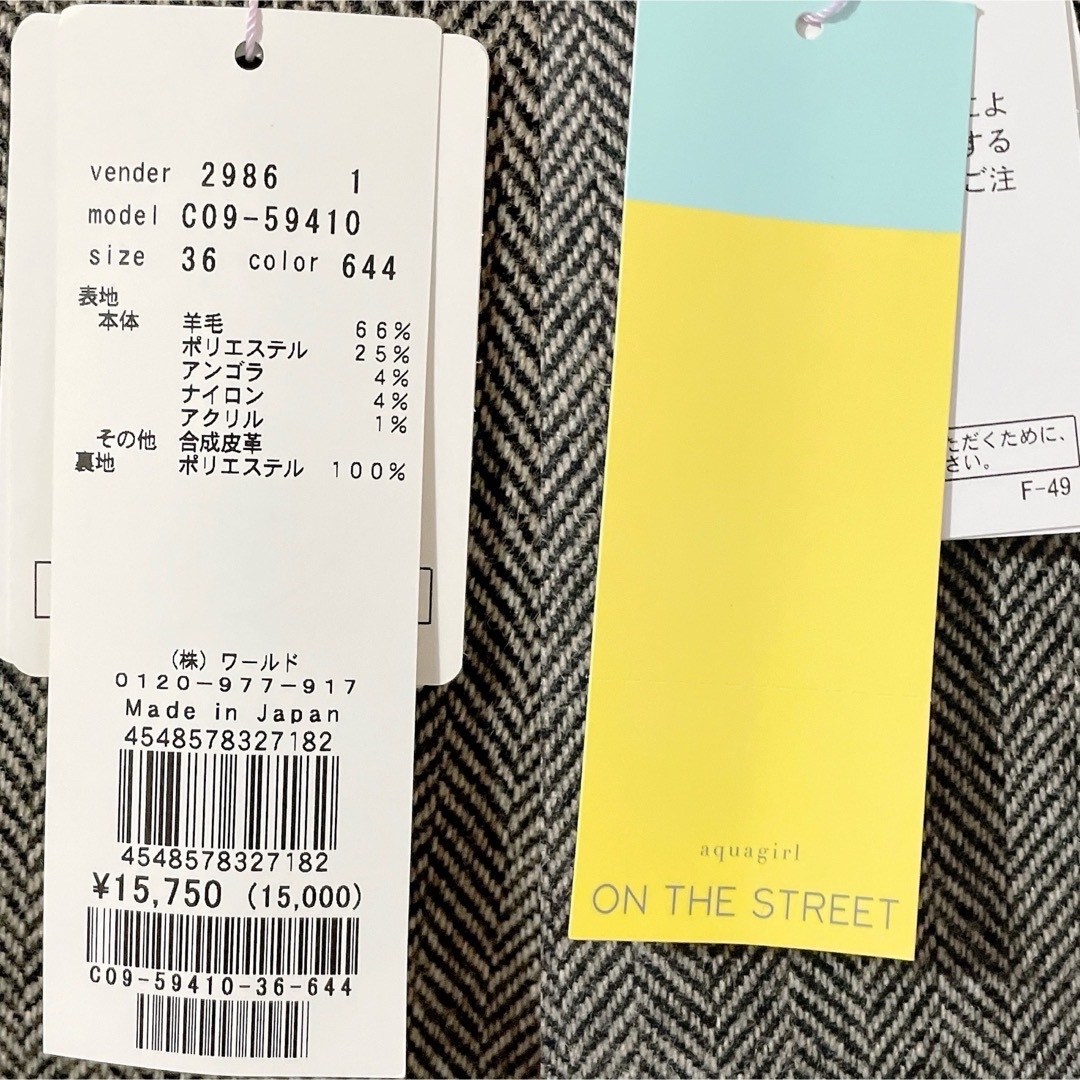 vender 2986 1
model C09-59410
size 36 color 644
表地
本体 羊毛 66%
ポリエステル 25%
アンゴラ 4%
ナイロン 4%
アクリル 1%
その他 合成皮革
裏地 ポリエステル 100%
(株) ワールド
0120-977-917
Made in Japan
4548578327182
4548578327182
¥15,750 (15,000)
C09-59410-36-644
aquagirl
ON THE STREET
によ
する
ご注
ただくために、
さい。
F-49